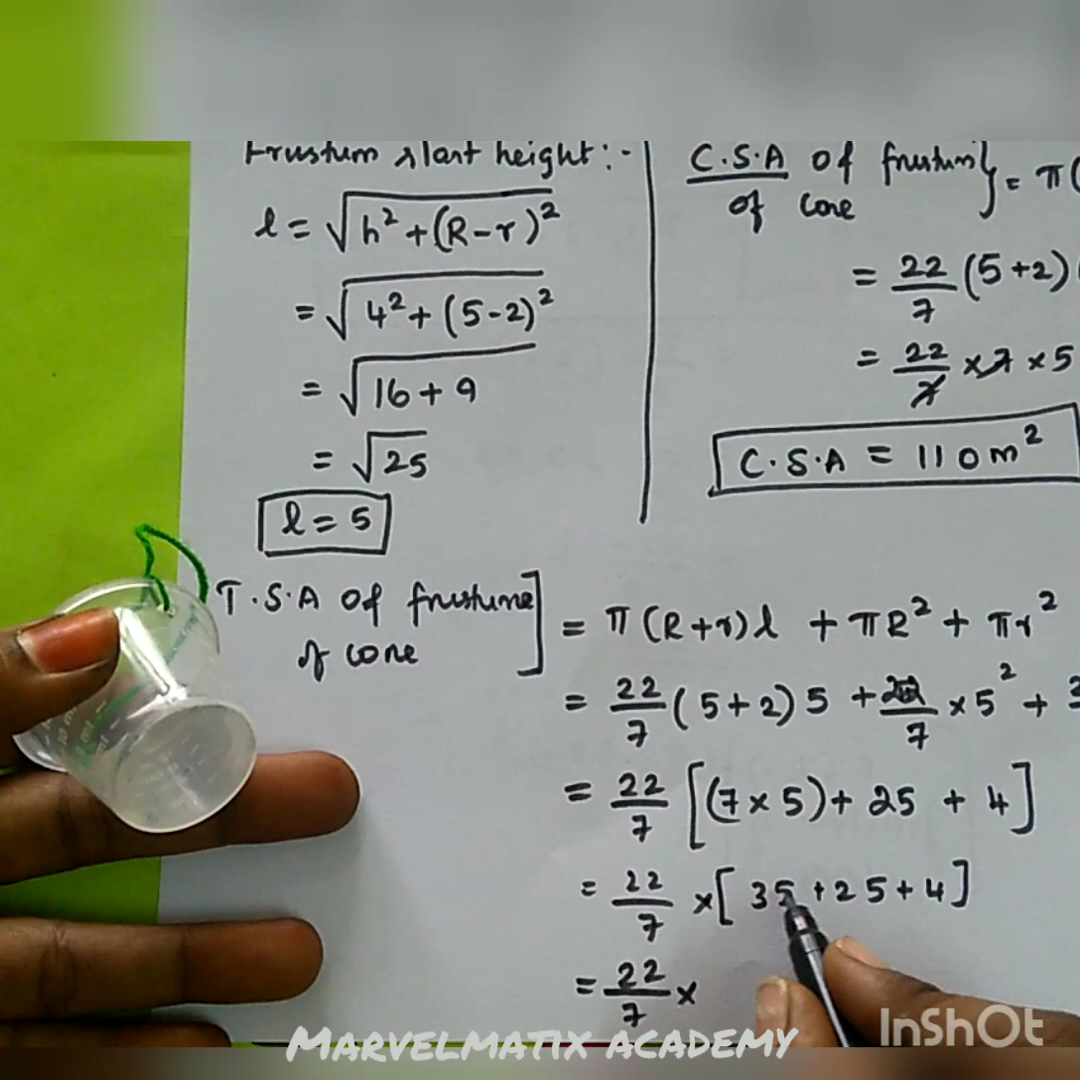 Frustum slant height:-
l = √h² + (R-r)²
= √4² + (5-2)²
= √16 + 9
= √25
l = 5
C.S.A of frustum} = π(
of cone
= 22/7 (5+2)
= 22/7 × 7 × 5
C.S.A = 110 m²
T.S.A of frustume] = π(R+r)l + πR² + πr²
of cone
= 22/7 (5+2) 5 + 22/7 × 5² +
= 22/7 [(7×5) + 25 + 4]
= 22/7 × [35+25+4]
= 22/7 ×
MARVELMATIX ACADEMY
InShOt